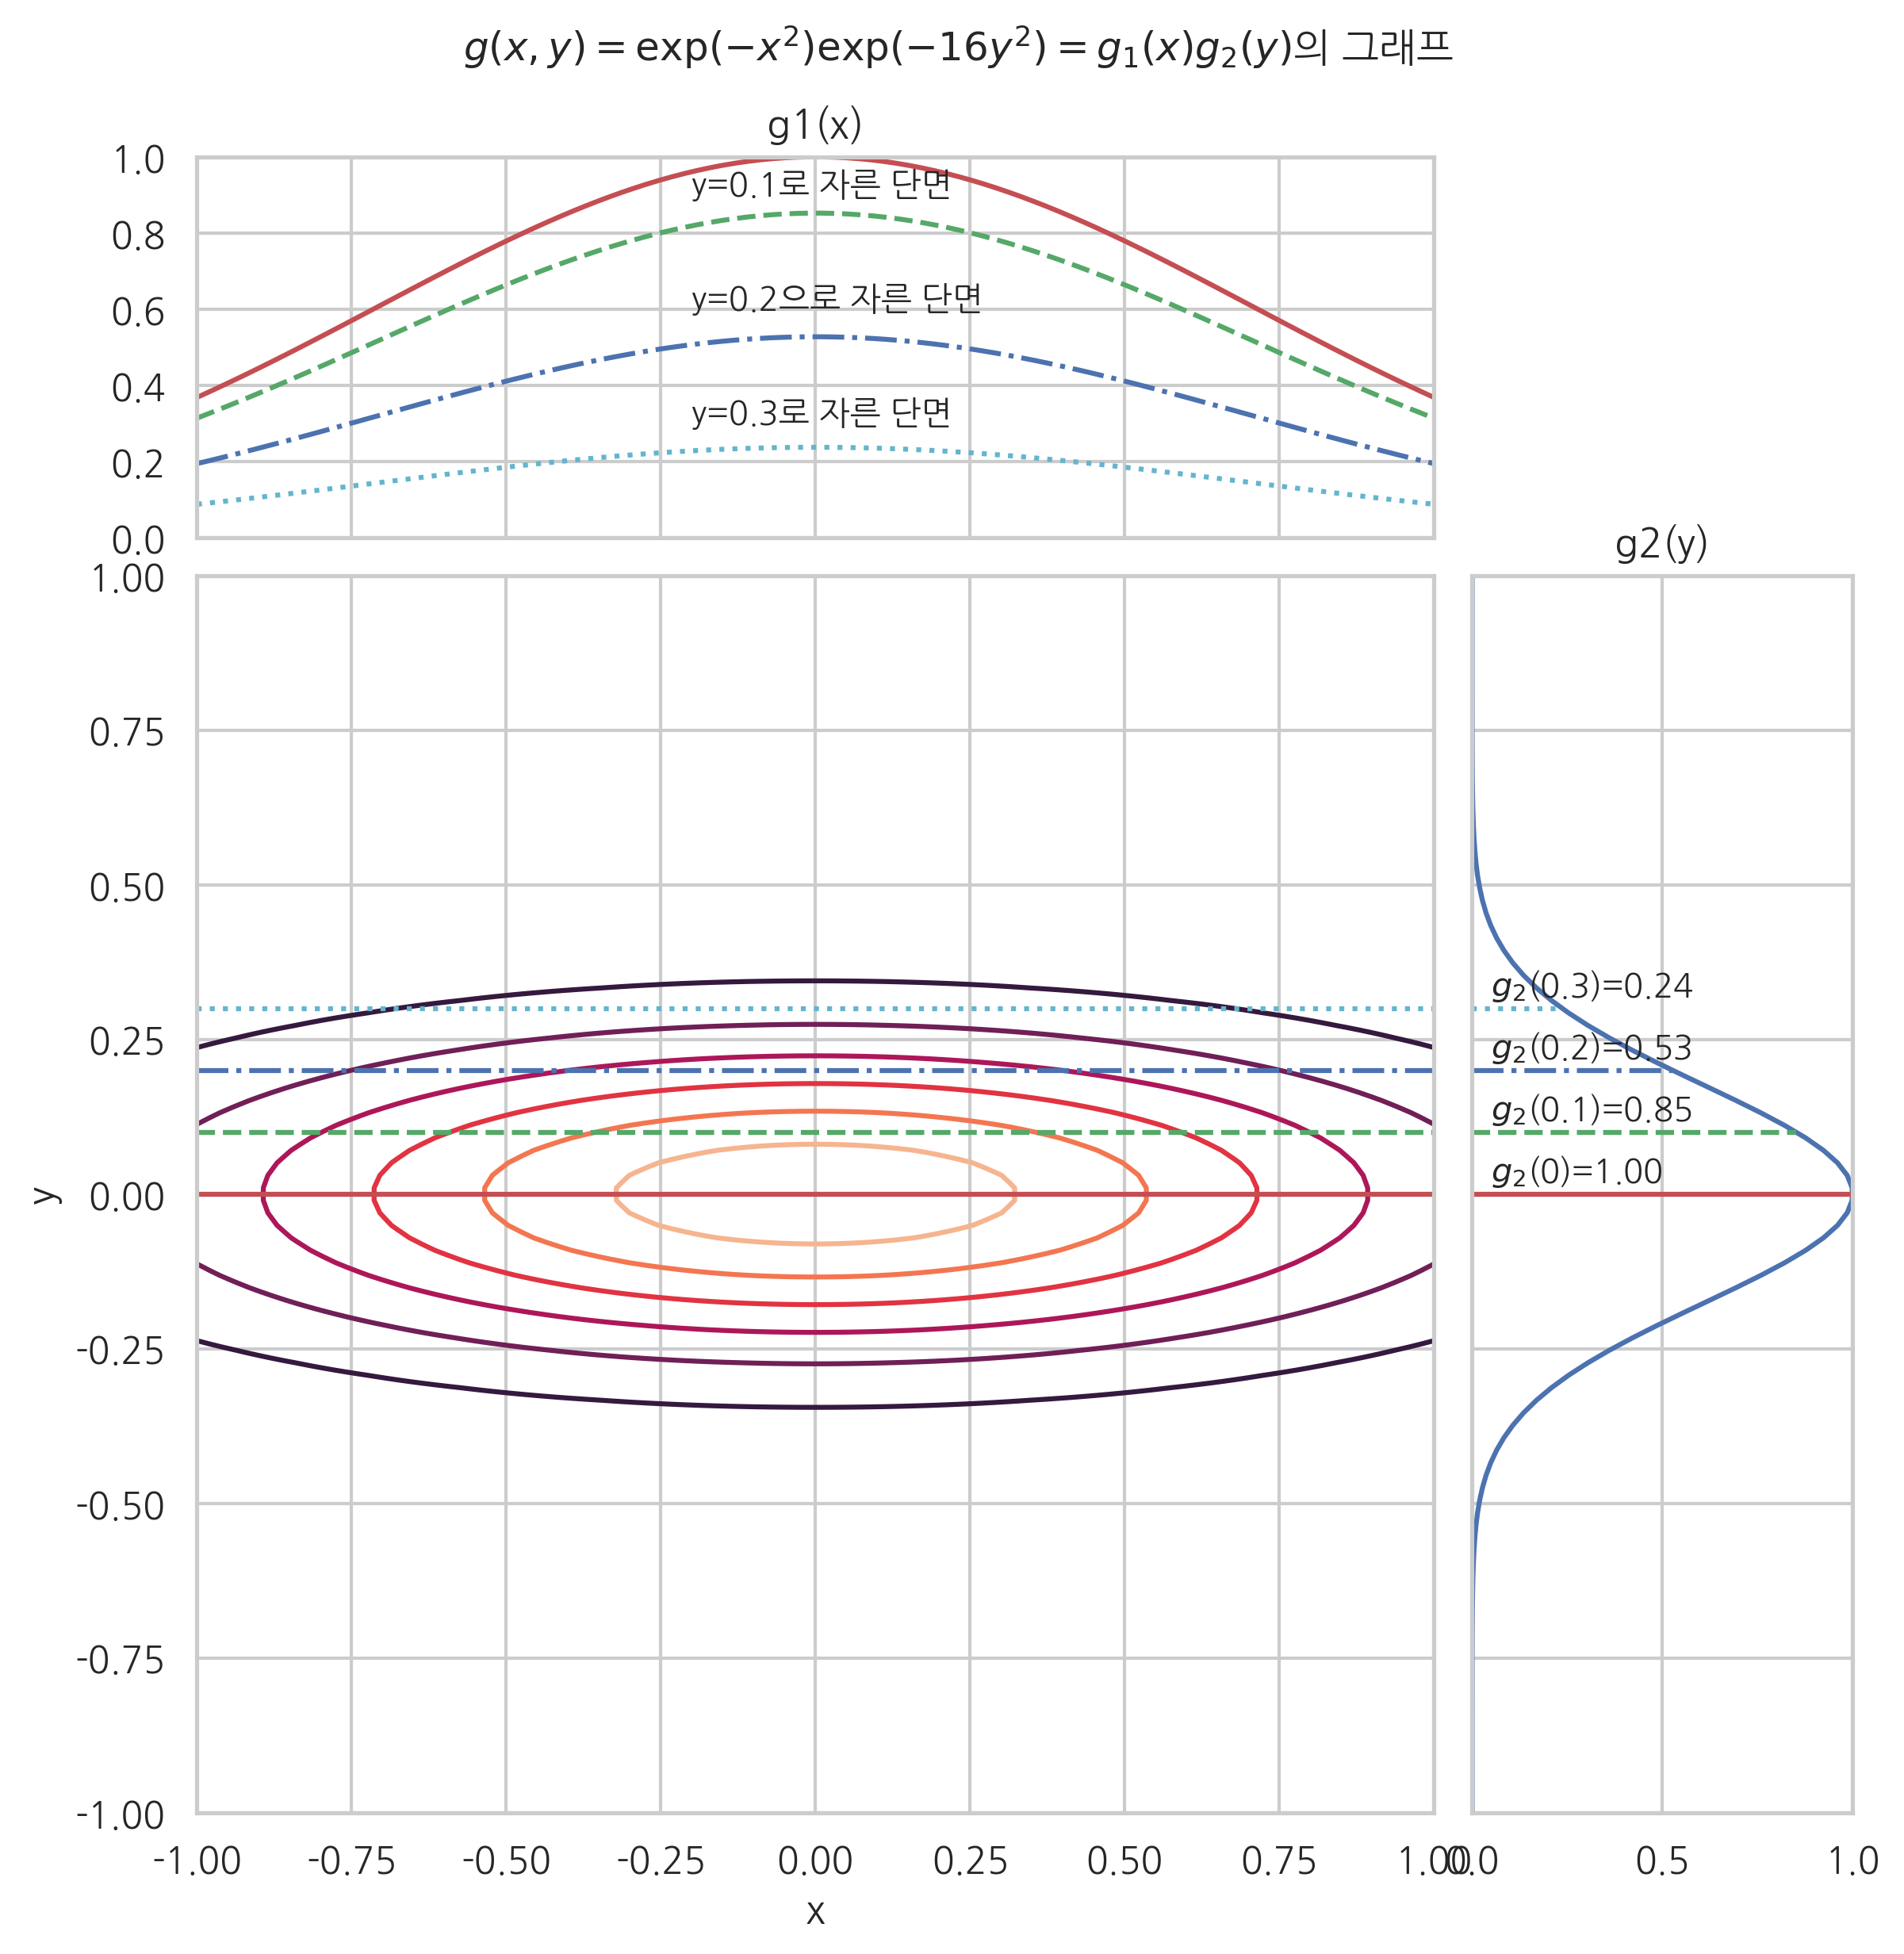 g(x, y) = exp(−x²)exp(−16y²) = g₁(x)g₂(y)의 그래프
g1(x)
1.0
0.8
0.6
0.4
0.2
0.0
y=0.1로 자른 단면
y=0.2으로 자른 단면
y=0.3로 자른 단면
g2(y)
1.00
0.75
0.50
0.25
0.00
-0.25
-0.50
-0.75
-1.00
y
g₂(0.3)=0.24
g₂(0.2)=0.53
g₂(0.1)=0.85
g₂(0)=1.00
-1.00 -0.75 -0.50 -0.25 0.00 0.25 0.50 0.75 1.00
0.0 0.5 1.0
x